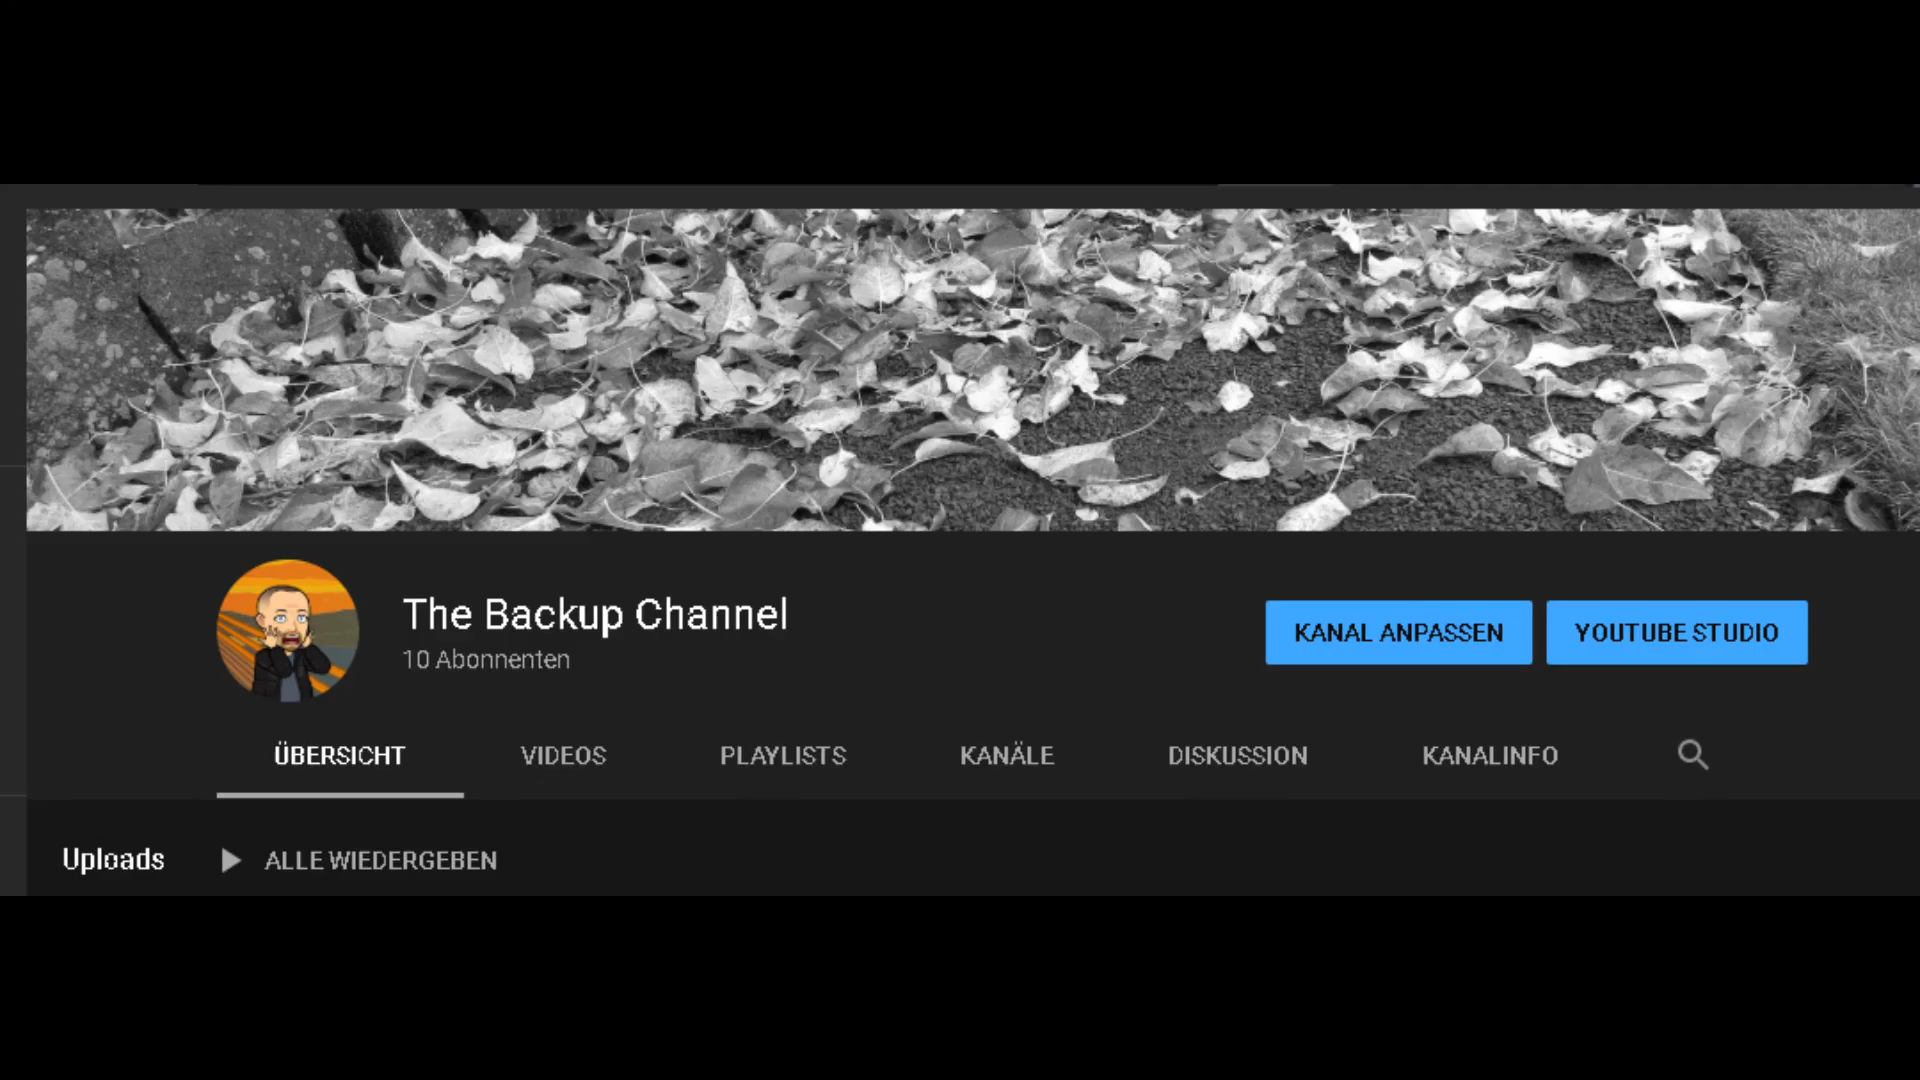 The Backup Channel
10 Abonnenten
KANAL ANPASSEN
YOUTUBE STUDIO
ÜBERSICHT
VIDEOS
PLAYLISTS
KANÄLE
DISKUSSION
KANALINFO
Uploads
ALLE WIEDERGEBEN